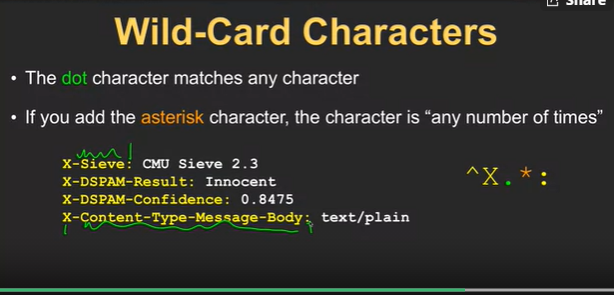 Share
Wild-Card Characters
• The dot character matches any character
• If you add the asterisk character, the character is “any number of times”
X-Sieve: CMU Sieve 2.3
X-DSPAM-Result: Innocent
X-DSPAM-Confidence: 0.8475
X-Content-Type-Message-Body: text/plain
^X.*: